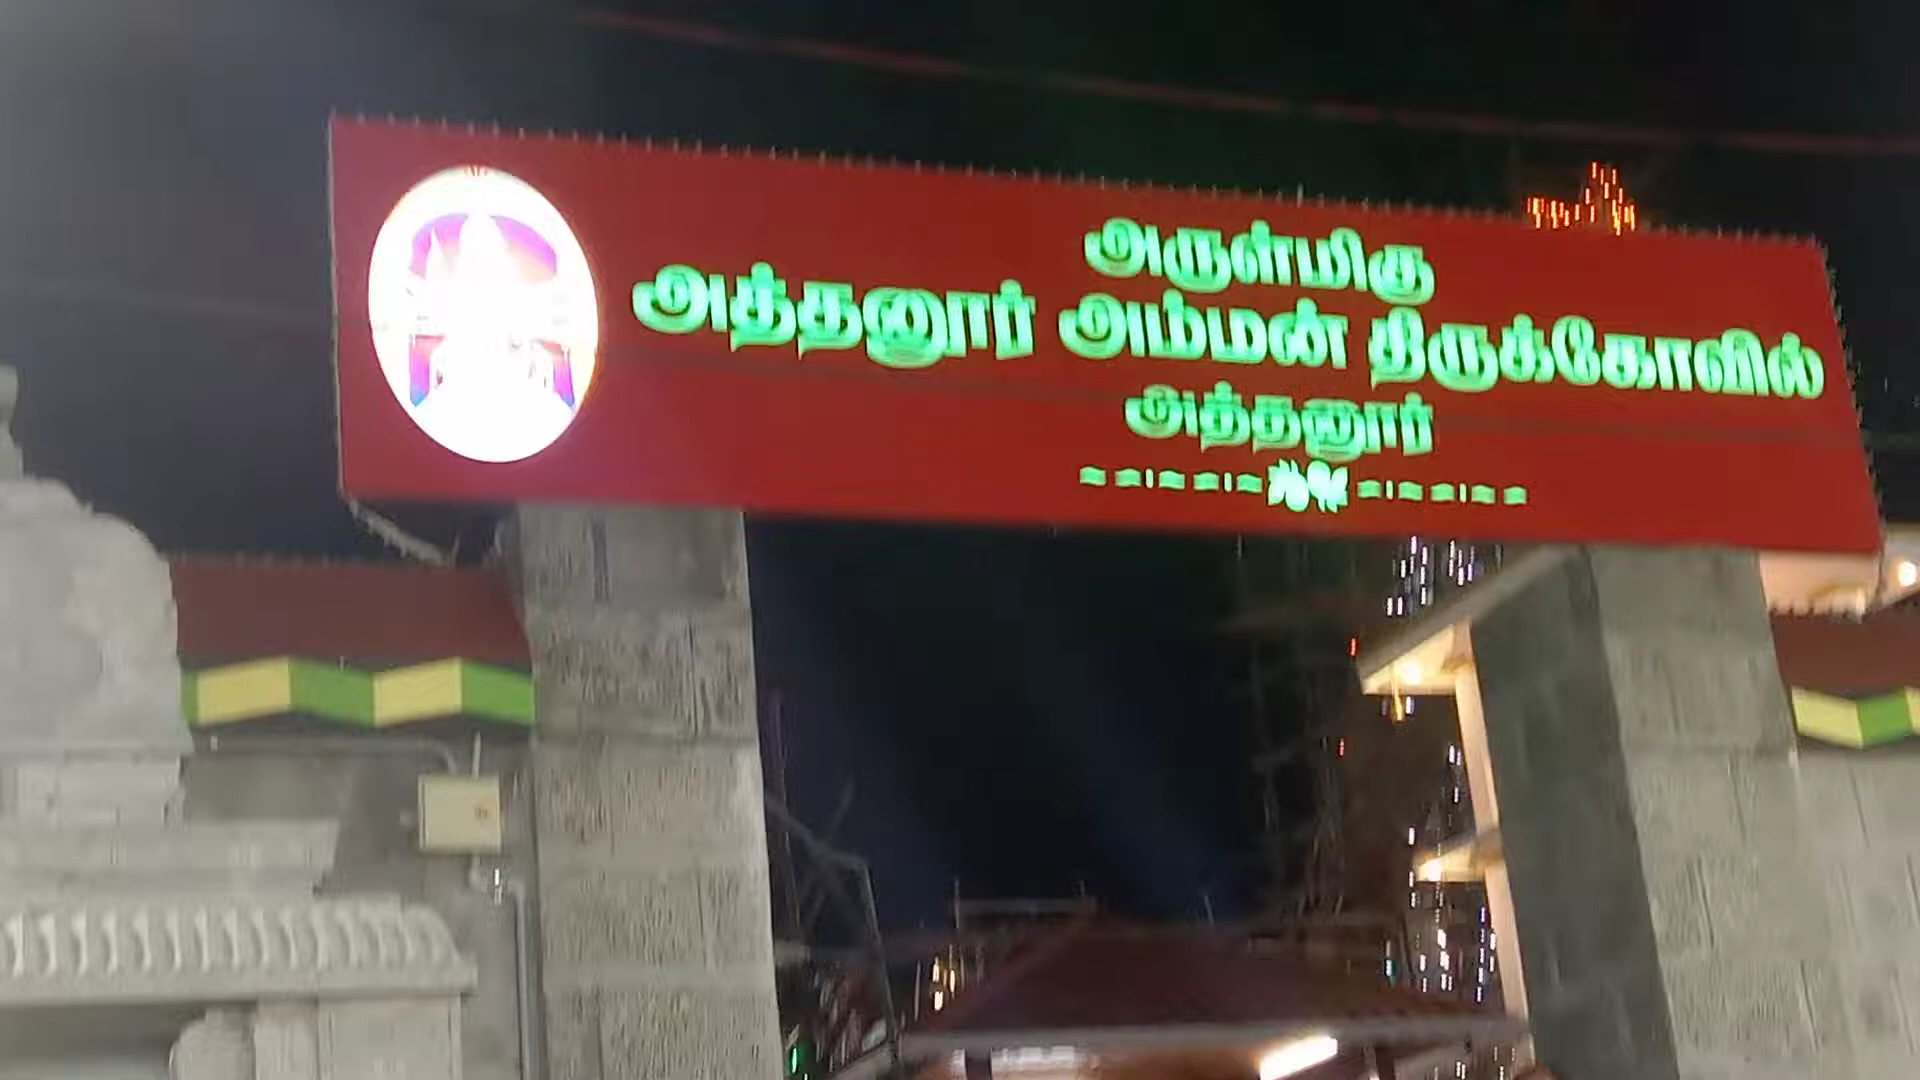 அருள்மிகு
அத்தனூர் அம்மன் திருக்கோவில்
அத்தனூர்